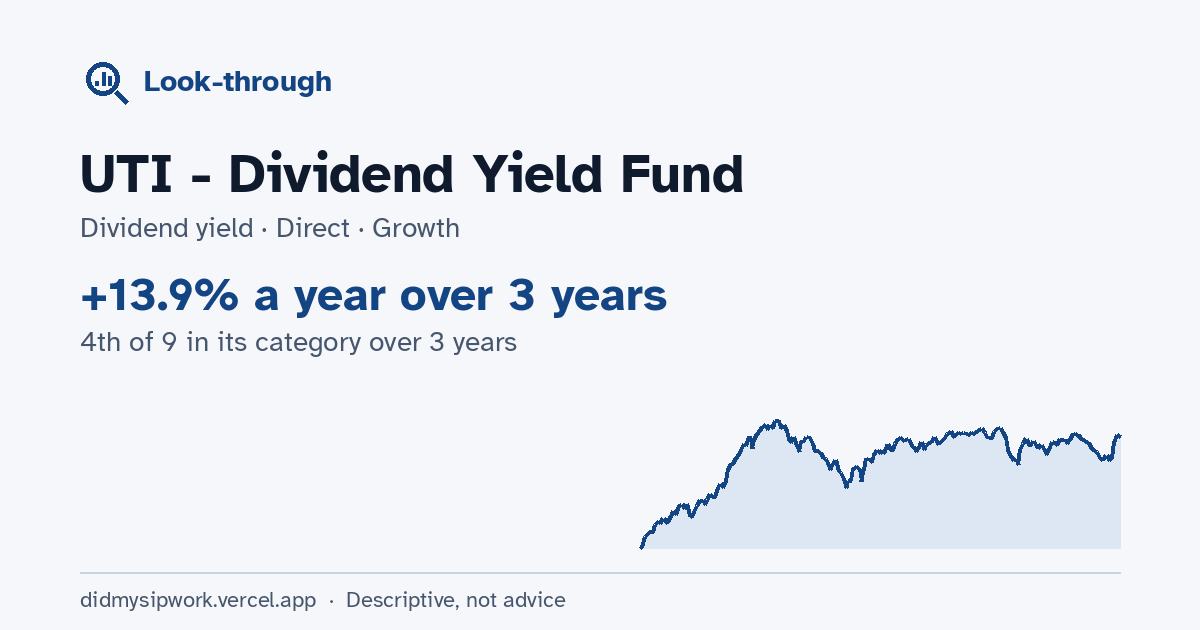 Look-through
UTI - Dividend Yield Fund
Dividend yield · Direct · Growth
+13.9% a year over 3 years
4th of 9 in its category over 3 years
didmysipwork.vercel.app · Descriptive, not advice